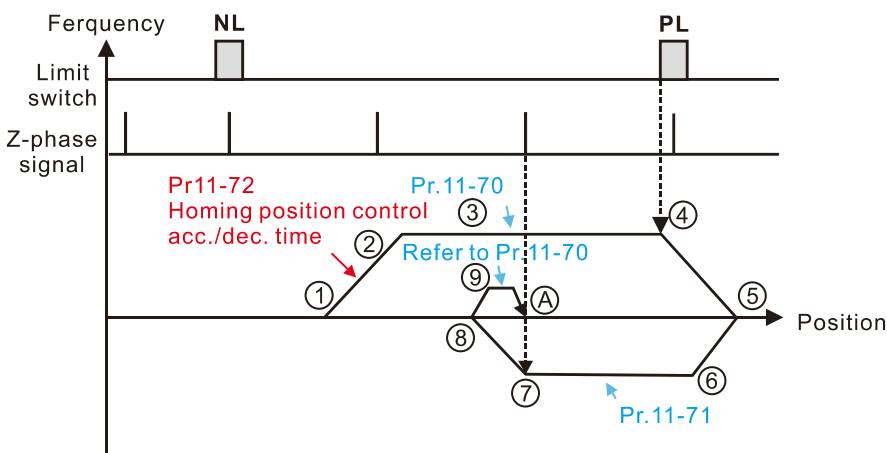 Ferquency
NL
PL
Limit
switch
Z-phase
signal
Pr11-72
Homing position control
acc./dec. time
Pr.11-70
③
②
④
Refer to Pr.11-70
⑨
①
Ⓐ
⑤
Position
⑧
⑦
⑥
Pr.11-71